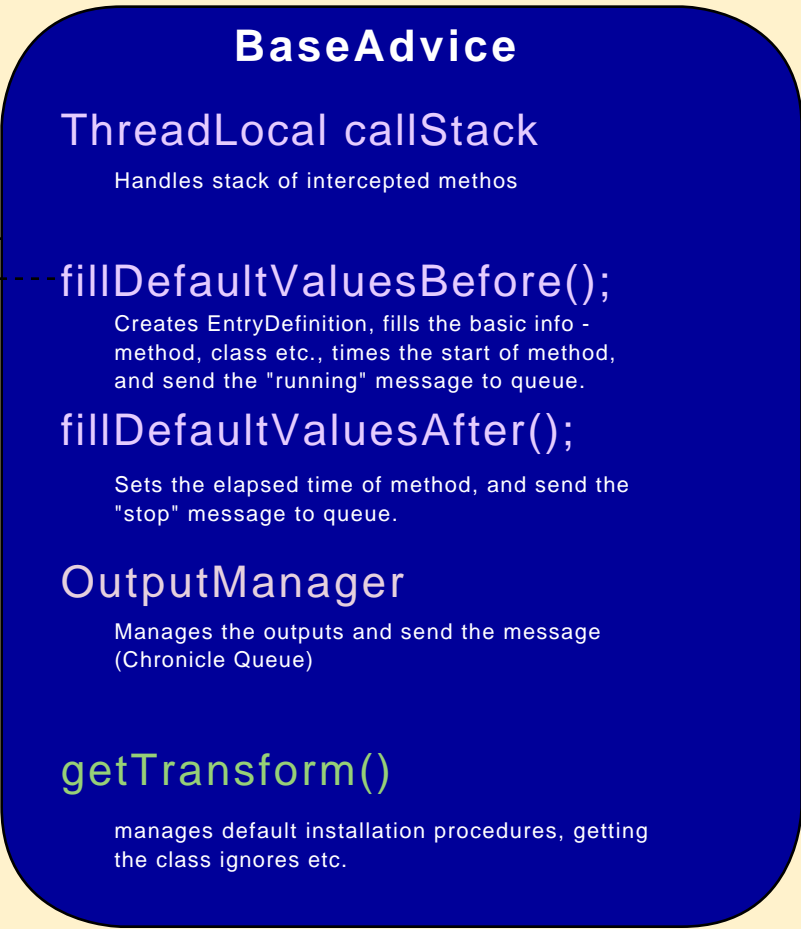 BaseAdvice
ThreadLocal callStack
Handles stack of intercepted methos
fillDefaultValuesBefore();
Creates EntryDefinition, fills the basic info -
method, class etc., times the start of method,
and send the "running" message to queue.
fillDefaultValuesAfter();
Sets the elapsed time of method, and send the
"stop" message to queue.
OutputManager
Manages the outputs and send the message
(Chronicle Queue)
getTransform()
manages default installation procedures, getting
the class ignores etc.